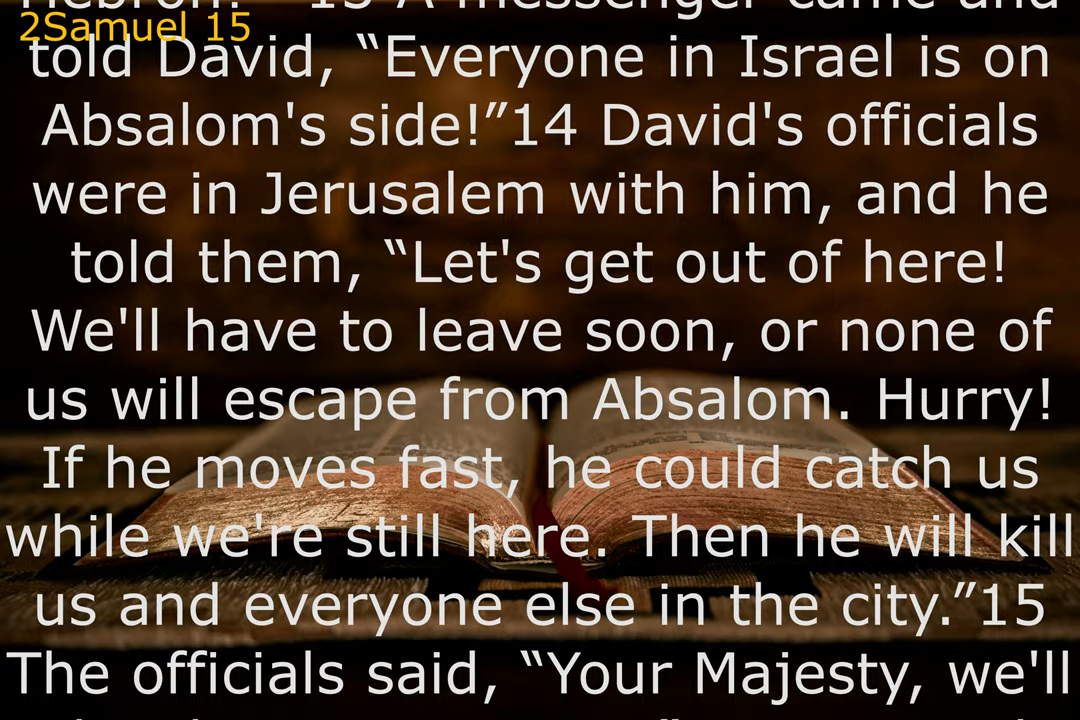 Hebron!" 13 A messenger came and
2Samuel 15
told David, “Everyone in Israel is on
Absalom's side!”14 David's officials
were in Jerusalem with him, and he
told them, “Let's get out of here!
We'll have to leave soon, or none of
us will escape from Absalom. Hurry!
If he moves fast, he could catch us
while we're still here. Then he will kill
us and everyone else in the city.”15
The officials said, “Your Majesty, we'll